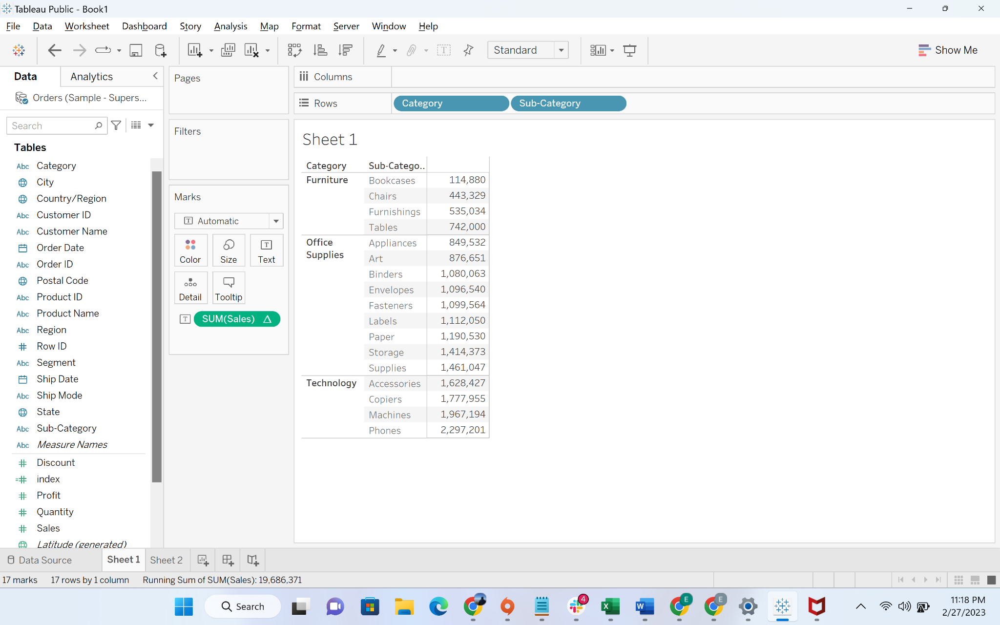 Tableau Public - Book1
File Data Worksheet Dashboard Story Analysis Map Format Server Window Help
Standard
Show Me
Data Analytics
Orders (Sample - Supers...
Search
Tables
Abc Category
City
Country/Region
Abc Customer ID
Abc Customer Name
Order Date
Abc Order ID
Postal Code
Abc Product ID
Abc Product Name
Abc Region
# Row ID
Abc Segment
Ship Date
Abc Ship Mode
State
Abc Sub-Category
Abc Measure Names
# Discount
=# index
# Profit
# Quantity
# Sales
Latitude (generated)
Pages
Filters
Marks
T Automatic
Color Size T Text
Detail Tooltip
T SUM(Sales) Δ
Columns
Rows Category Sub-Category
Sheet 1
Category Sub-Catego..
Furniture Bookcases 114,880
Chairs 443,329
Furnishings 535,034
Tables 742,000
Office Supplies Appliances 849,532
Art 876,651
Binders 1,080,063
Envelopes 1,096,540
Fasteners 1,099,564
Labels 1,112,050
Paper 1,190,530
Storage 1,414,373
Supplies 1,461,047
Technology Accessories 1,628,427
Copiers 1,777,955
Machines 1,967,194
Phones 2,297,201
Data Source Sheet 1 Sheet 2
17 marks 17 rows by 1 column Running Sum of SUM(Sales): 19,686,371
Search
4
X
W
E
E
11:18 PM
2/27/2023